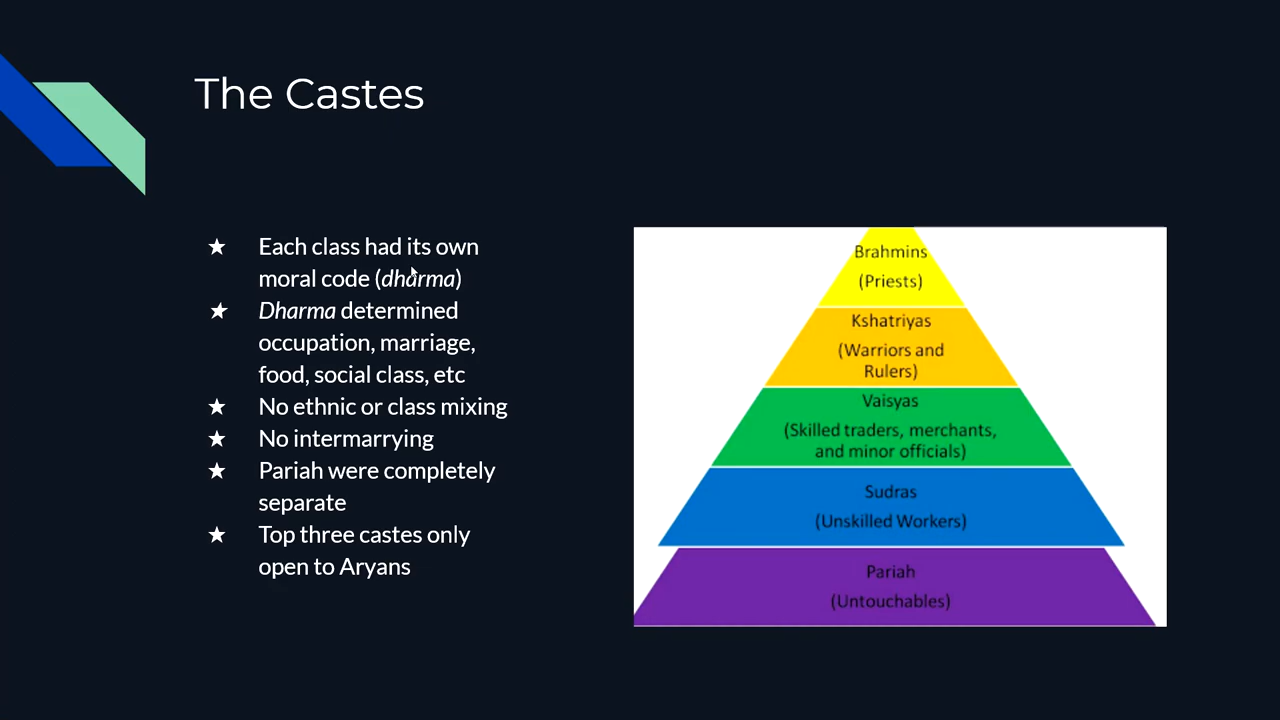 The Castes
★ Each class had its own
moral code (dharma)
★ Dharma determined
occupation, marriage,
food, social class, etc
★ No ethnic or class mixing
★ No intermarrying
★ Pariah were completely
separate
★ Top three castes only
open to Aryans
Brahmins
(Priests)
Kshatriyas
(Warriors and
Rulers)
Vaisyas
(Skilled traders, merchants,
and minor officials)
Sudras
(Unskilled Workers)
Pariah
(Untouchables)